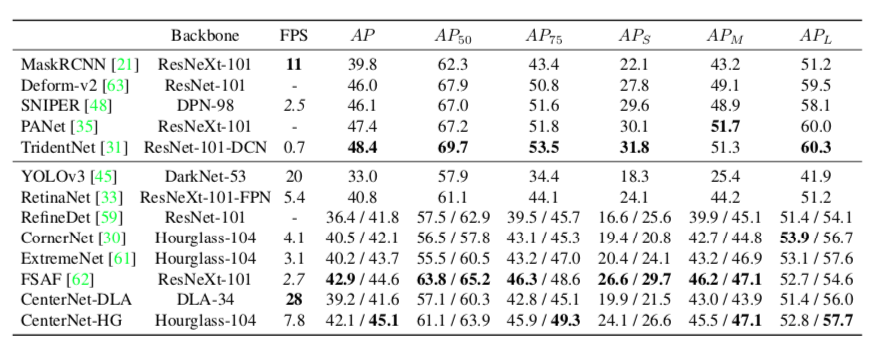 Backbone FPS AP AP50 AP75 APS APM APL
MaskRCNN [21] ResNeXt-101 11 39.8 62.3 43.4 22.1 43.2 51.2
Deform-v2 [63] ResNet-101 - 46.0 67.9 50.8 27.8 49.1 59.5
SNIPER [48] DPN-98 2.5 46.1 67.0 51.6 29.6 48.9 58.1
PANet [35] ResNeXt-101 - 47.4 67.2 51.8 30.1 51.7 60.0
TridentNet [31] ResNet-101-DCN 0.7 48.4 69.7 53.5 31.8 51.3 60.3
YOLOv3 [45] DarkNet-53 20 33.0 57.9 34.4 18.3 25.4 41.9
RetinaNet [33] ResNeXt-101-FPN 5.4 40.8 61.1 44.1 24.1 44.2 51.2
RefineDet [59] ResNet-101 - 36.4 / 41.8 57.5 / 62.9 39.5 / 45.7 16.6 / 25.6 39.9 / 45.1 51.4 / 54.1
CornerNet [30] Hourglass-104 4.1 40.5 / 42.1 56.5 / 57.8 43.1 / 45.3 19.4 / 20.8 42.7 / 44.8 53.9 / 56.7
ExtremeNet [61] Hourglass-104 3.1 40.2 / 43.7 55.5 / 60.5 43.2 / 47.0 20.4 / 24.1 43.2 / 46.9 53.1 / 57.6
FSAF [62] ResNeXt-101 2.7 42.9 / 44.6 63.8 / 65.2 46.3 / 48.6 26.6 / 29.7 46.2 / 47.1 52.7 / 54.6
CenterNet-DLA DLA-34 28 39.2 / 41.6 57.1 / 60.3 42.8 / 45.1 19.9 / 21.5 43.0 / 43.9 51.4 / 56.0
CenterNet-HG Hourglass-104 7.8 42.1 / 45.1 61.1 / 63.9 45.9 / 49.3 24.1 / 26.6 45.5 / 47.1 52.8 / 57.7